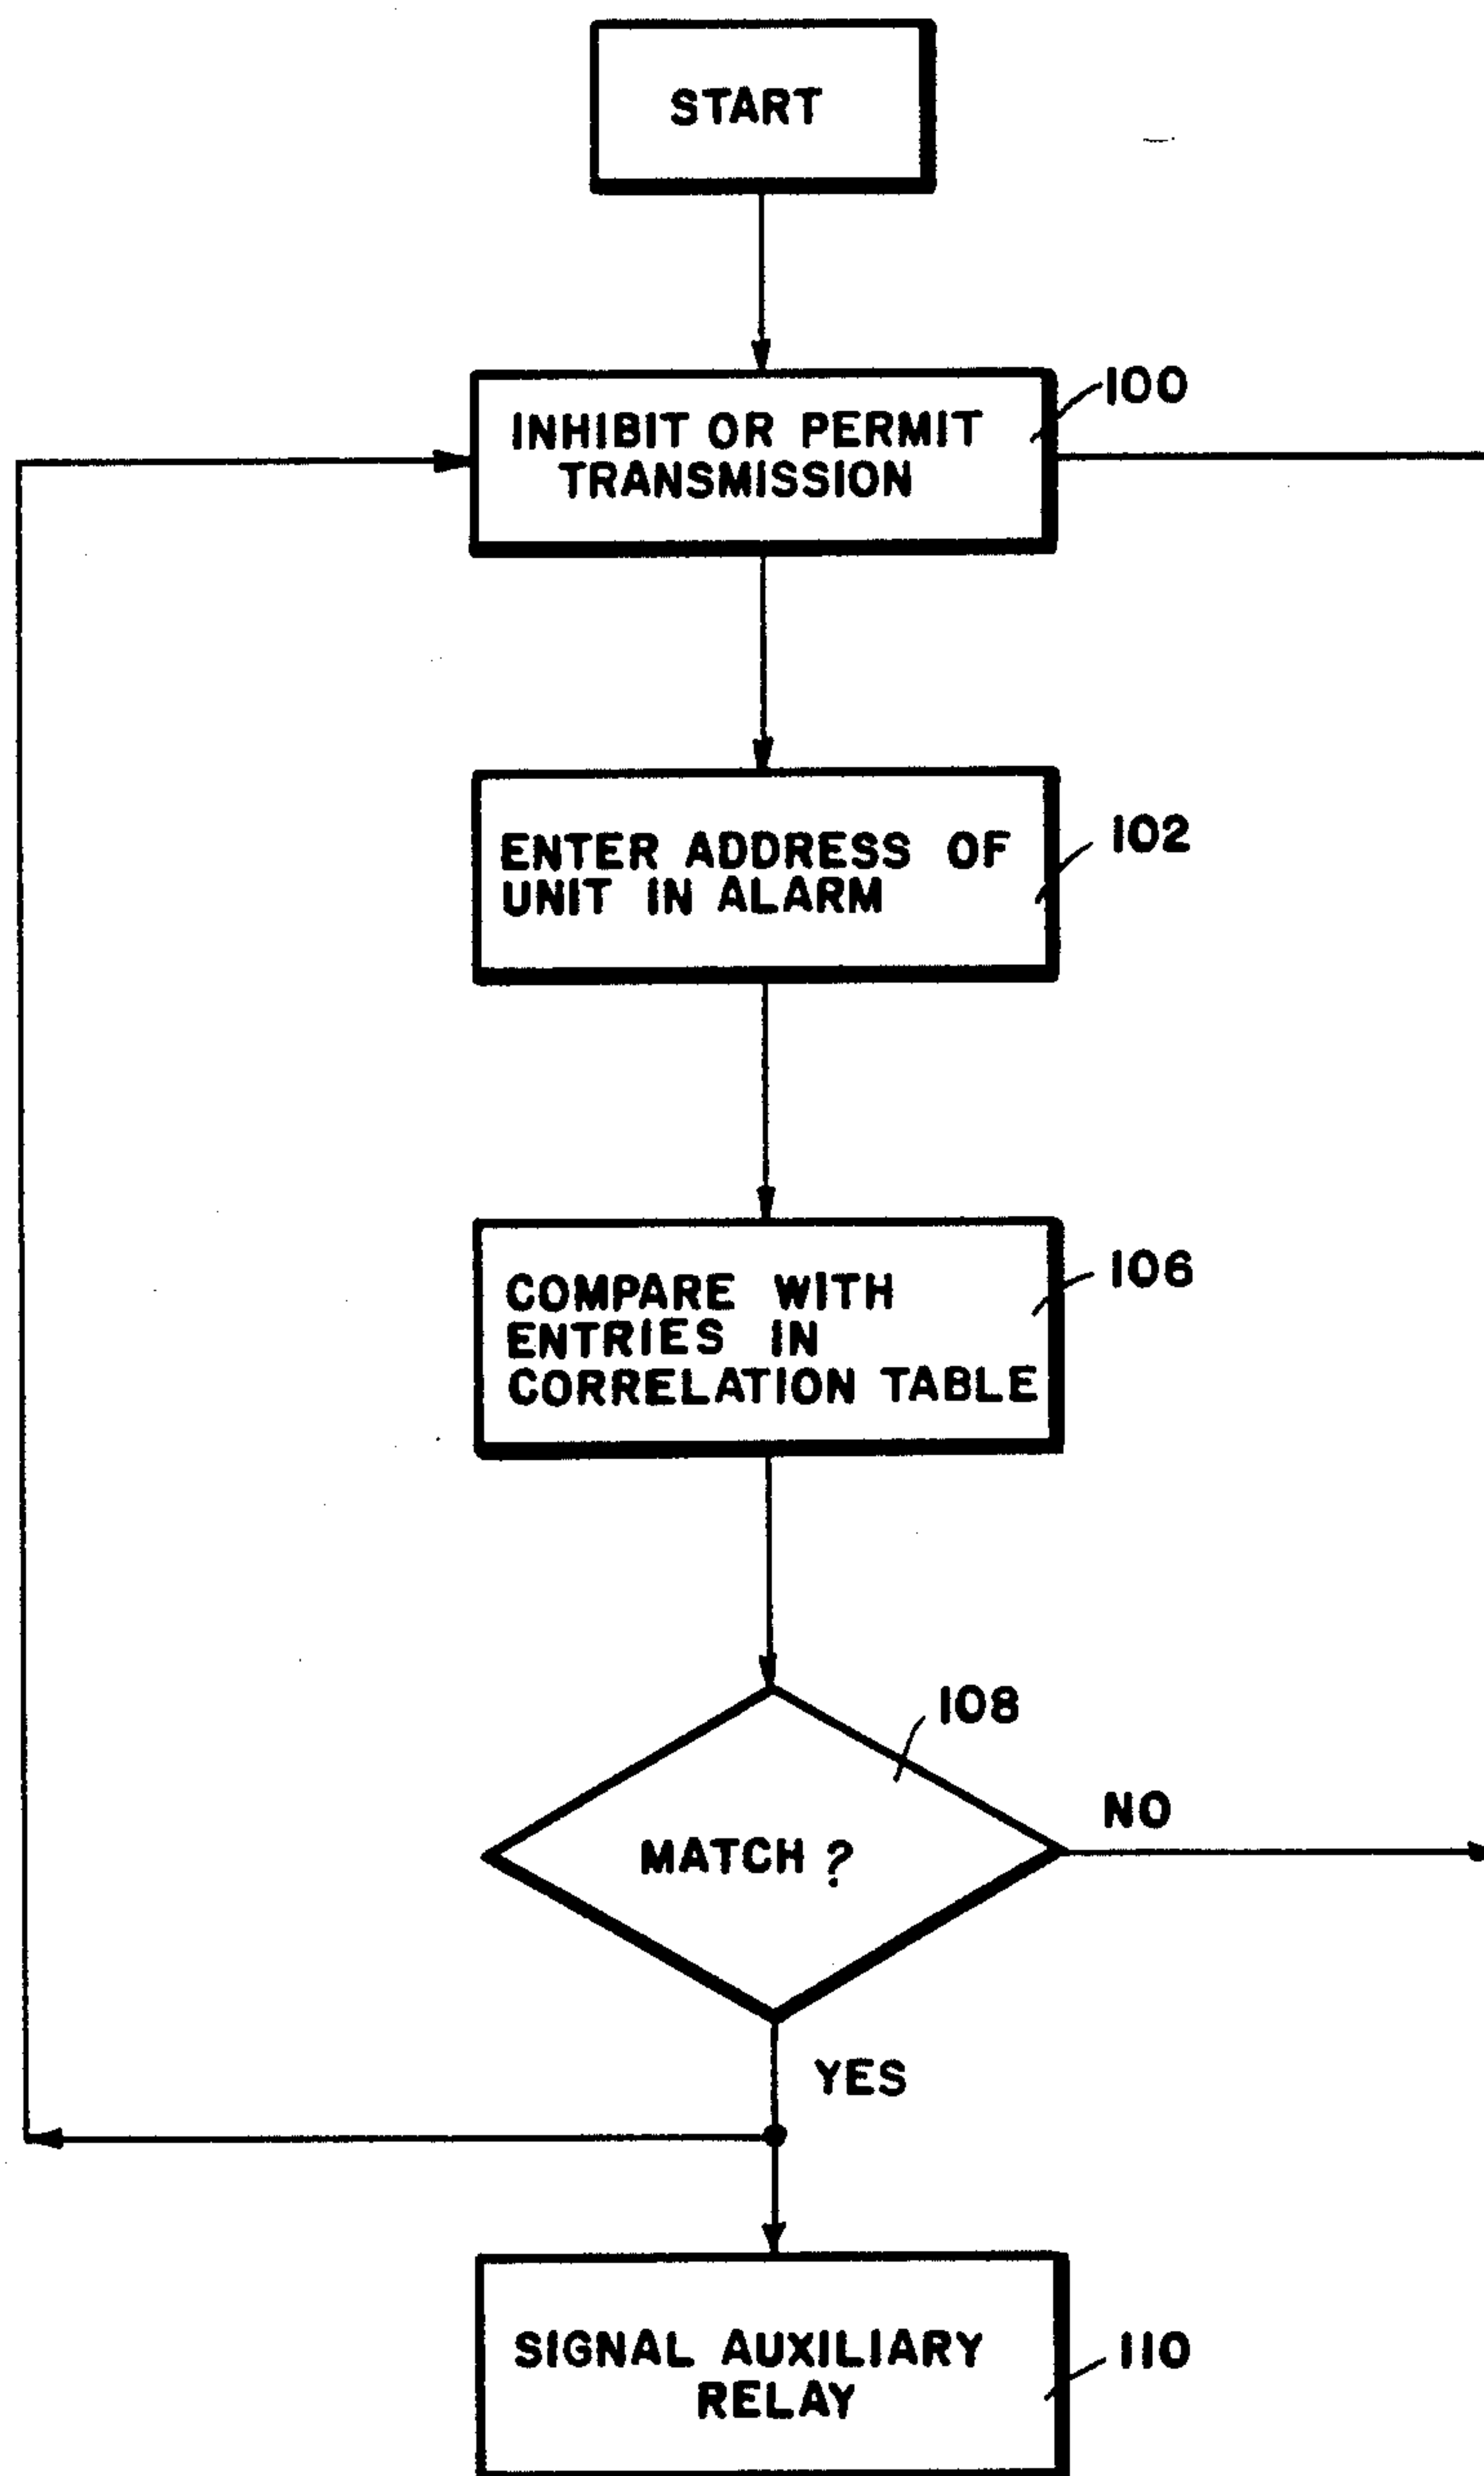 START
100
INHIBIT OR PERMIT
TRANSMISSION
102
ENTER ADDRESS OF
UNIT IN ALARM
106
COMPARE WITH
ENTRIES IN
CORRELATION TABLE
108
MATCH ?
NO
YES
SIGNAL AUXILIARY
RELAY
110